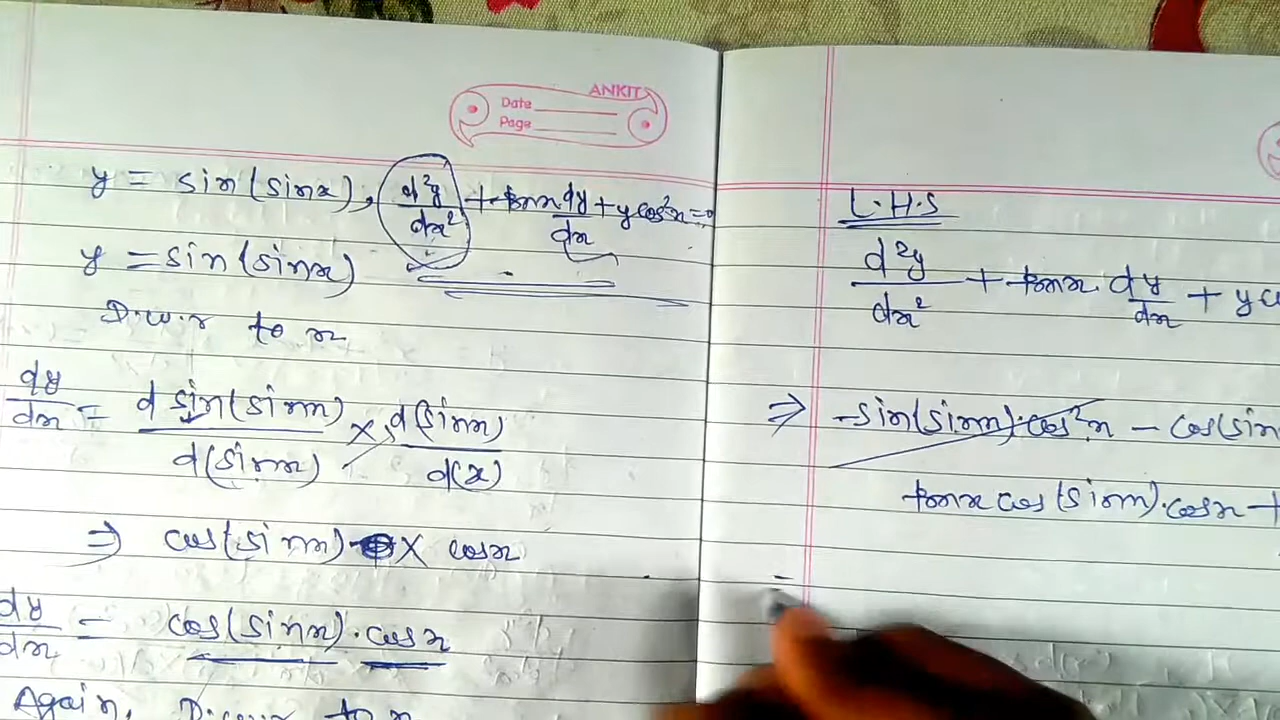 ANKIT
Date
Page
y = sin(sinx), d²y/dx² + tanx dy/dx + y cos²x = 0
y = sin(sinx)
D.w.r to x
dy/dx = d sin(sinx)/d(sinx) × d(sinx)/d(x)
⇒ cos(sinx) × cosx
dy/dx = cos(sinx).cosx
Again, D.w.r to x
L.H.S
d²y/dx² + tanx. dy/dx + y
⇒ -sin(sinx).cos²x - cos(sin
tanx cos(sinx).cosx +
-